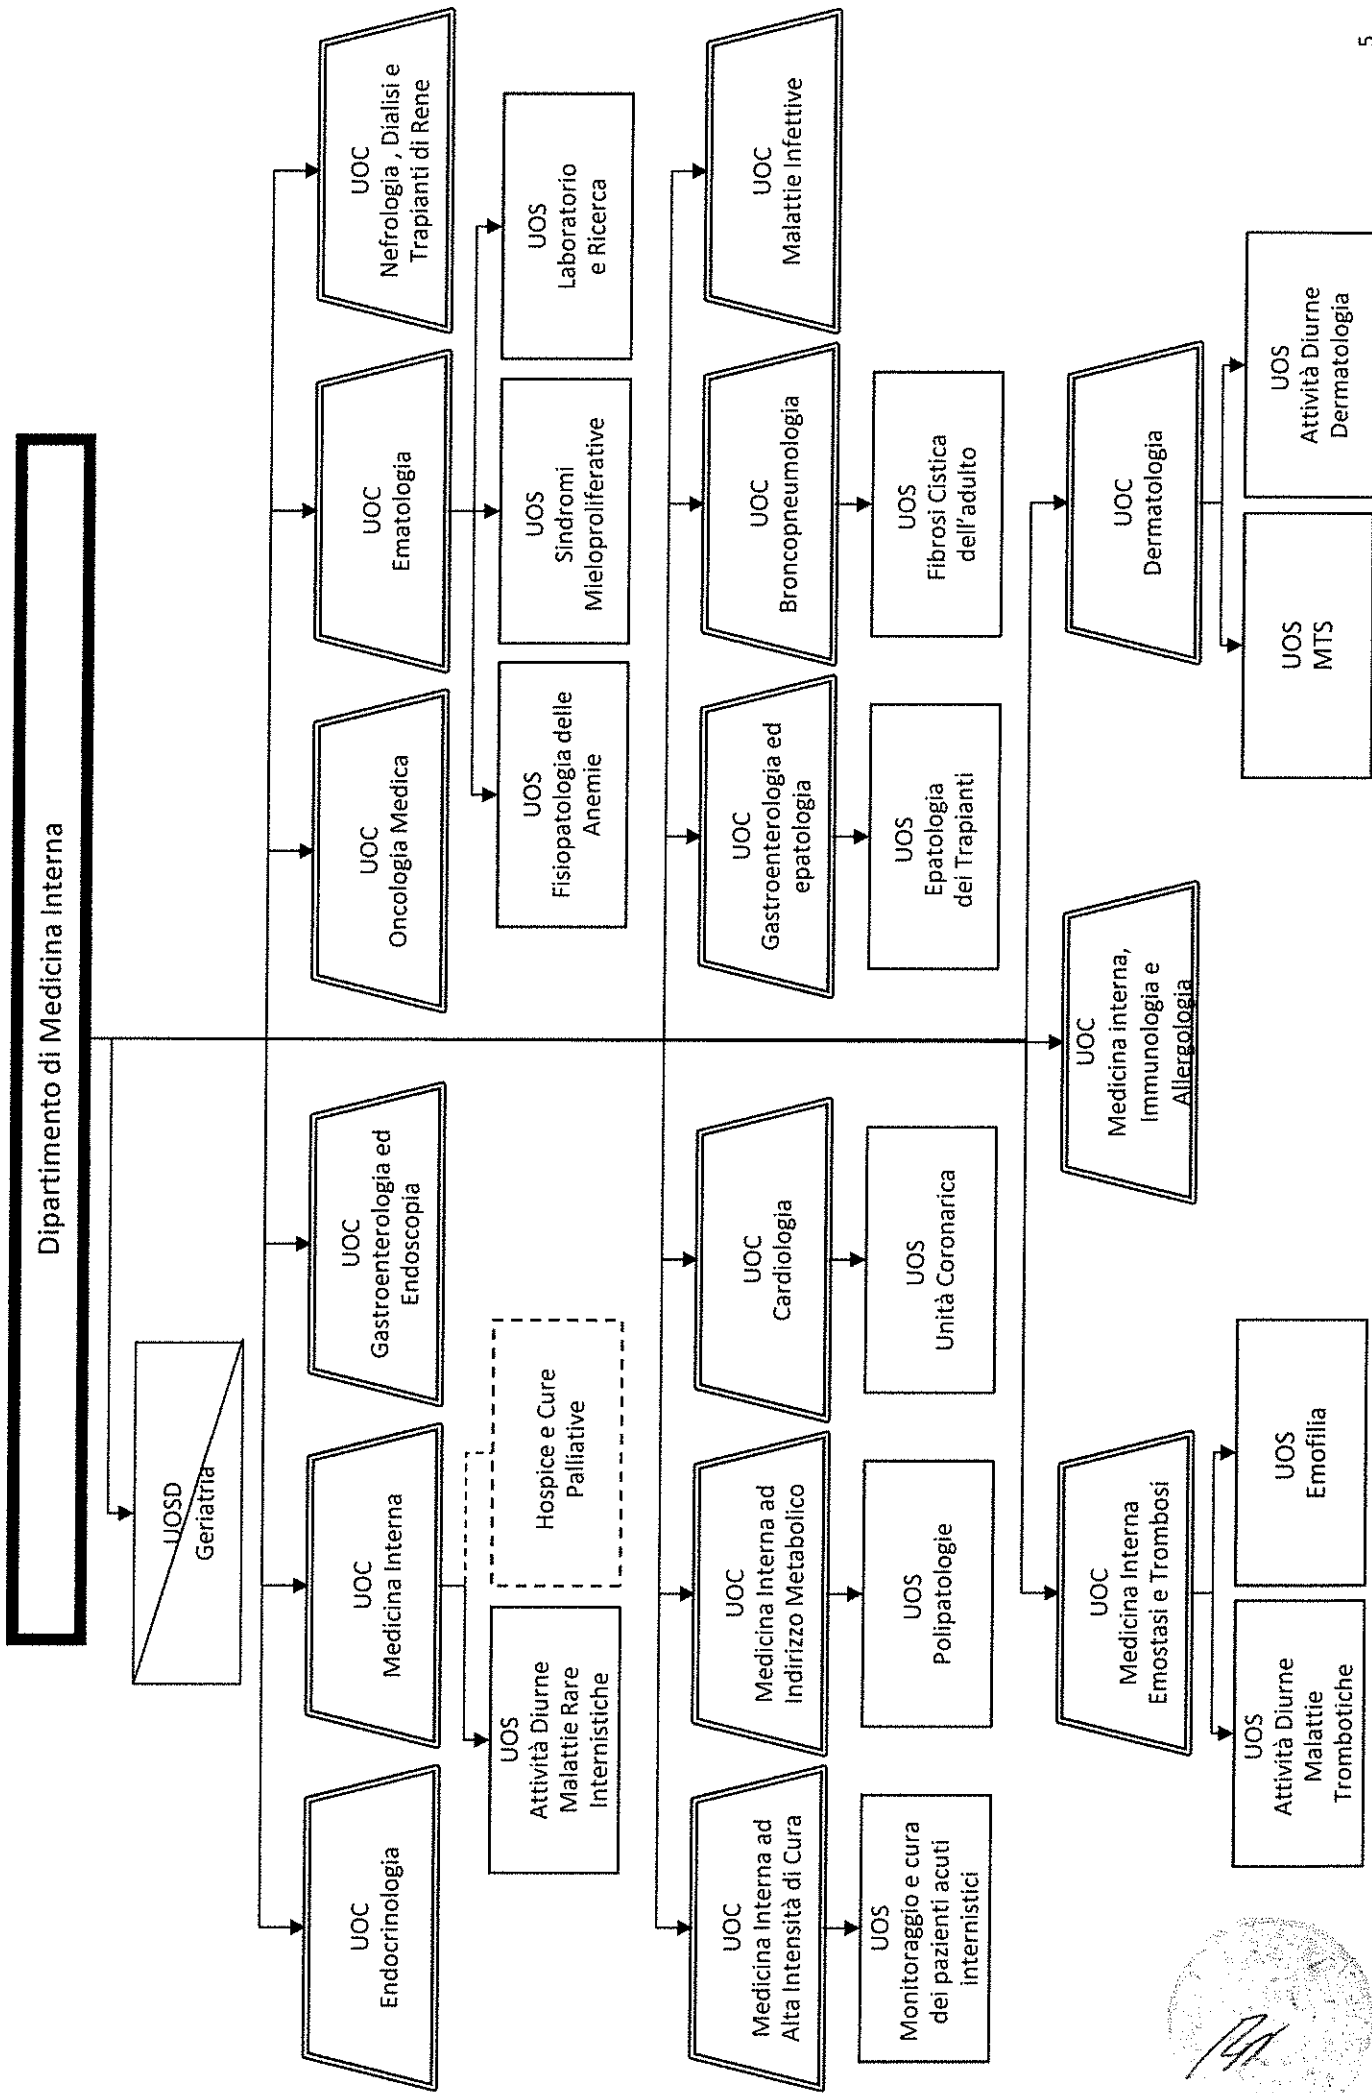 Dipartimento di Medicina Interna
UOSD
Geriatria
UOC
Endocrinologia
UOC
Medicina Interna
UOC
Gastroenterologia ed
Endoscopia
UOC
Oncologia Medica
UOC
Ematologia
UOC
Nefrologia , Dialisi e
Trapianti di Rene
UOS
Attività Diurne
Malattie Rare
Internistiche
Hospice e Cure
Palliative
UOS
Fisiopatologia delle
Anemie
UOS
Sindromi
Mieloproliferative
UOS
Laboratorio
e Ricerca
UOC
Medicina Interna ad
Alta Intensità di Cura
UOC
Medicina Interna ad
Indirizzo Metabolico
UOC
Cardiologia
UOC
Gastroenterologia ed
epatologia
UOC
Broncopneumologia
UOC
Malattie Infettive
UOS
Monitoraggio e cura
dei pazienti acuti
internistici
UOS
Polipatologie
UOS
Unità Coronarica
UOS
Epatologia
dei Trapianti
UOS
Fibrosi Cistica
dell'adulto
UOC
Medicina Interna
Emostasi e Trombosi
UOC
Medicina interna,
Immunologia e
Allergologia
UOC
Dermatologia
UOS
Attività Diurne
Malattie
Trombotiche
UOS
Emofilia
UOS
MTS
UOS
Attività Diurne
Dermatologia
5